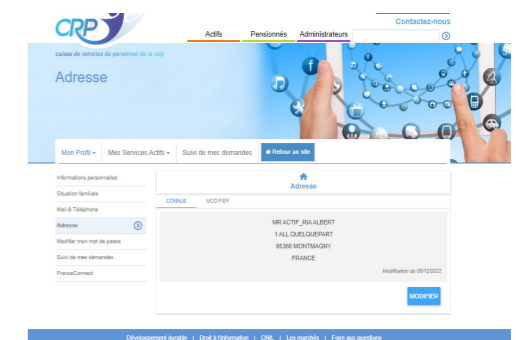 CRP
Contactez-nous
Actifs Pensionnés Administrateurs
caisse de retraites du personnel de la ratp
Adresse
Mon Profil Mes Services Actifs Suivi de mes demandes Retour au site
Informations personnelles
Situation familiale
Mail & Téléphone
Adresse
Modifier mon mot de passe
Suivi de mes demandes
FranceConnect
Adresse
CONNUE MODIFIER
MR ACTIF_RIA ALBERT
1 ALL QUELQUEPART
95360 MONTMAGNY
FRANCE
Modification du 08/12/2022
MODIFIER
Développement durable | Droit à l'information | CNIL | Les marchés | Foire aux questions